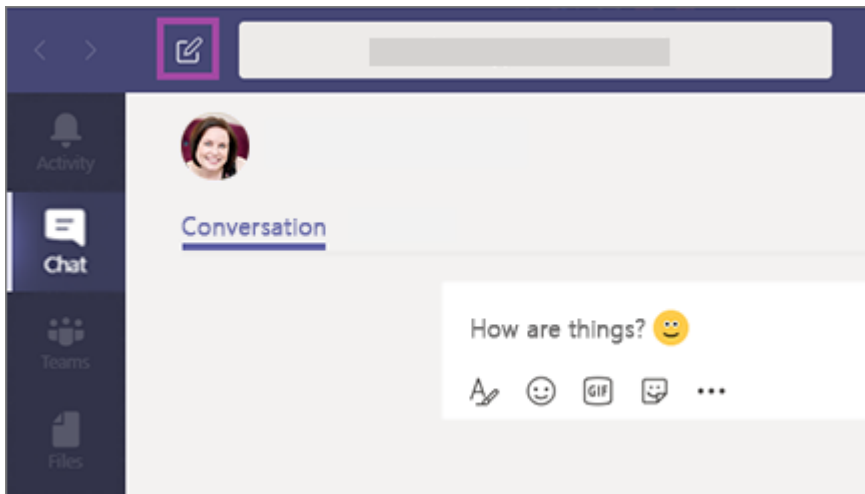 Activity
Conversation
Chat
How are things? 🙂
GIF
Teams
Files